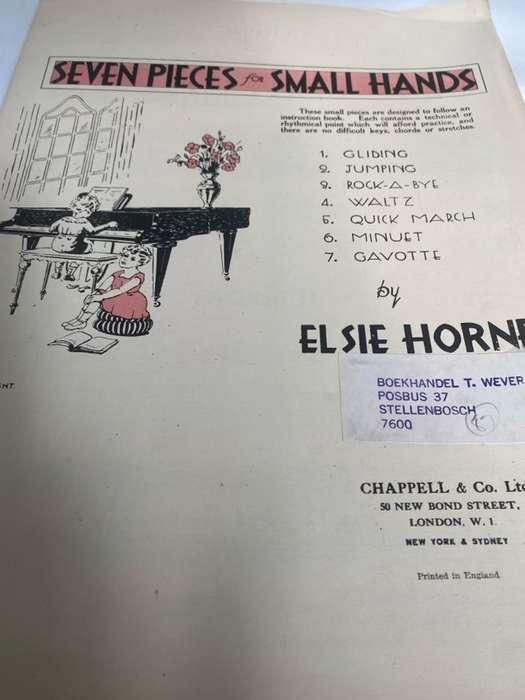 SEVEN PIECES for SMALL HANDS
These small pieces are designed to follow an
instruction book. Each contains a technical or
rhythmical point which will afford practice, and
there are no difficult keys, chords or stretches.
1. GLIDING
2. JUMPING
3. ROCK-A-BYE
4. WALTZ
5. QUICK MARCH
6. MINUET
7. GAVOTTE
by
ELSIE HORNE
BOEKHANDEL T. WEVER
POSBUS 37
STELLENBOSCH
7600
CHAPPELL & Co. Ltd
50 NEW BOND STREET,
LONDON, W. 1.
NEW YORK & SYDNEY
Printed in England